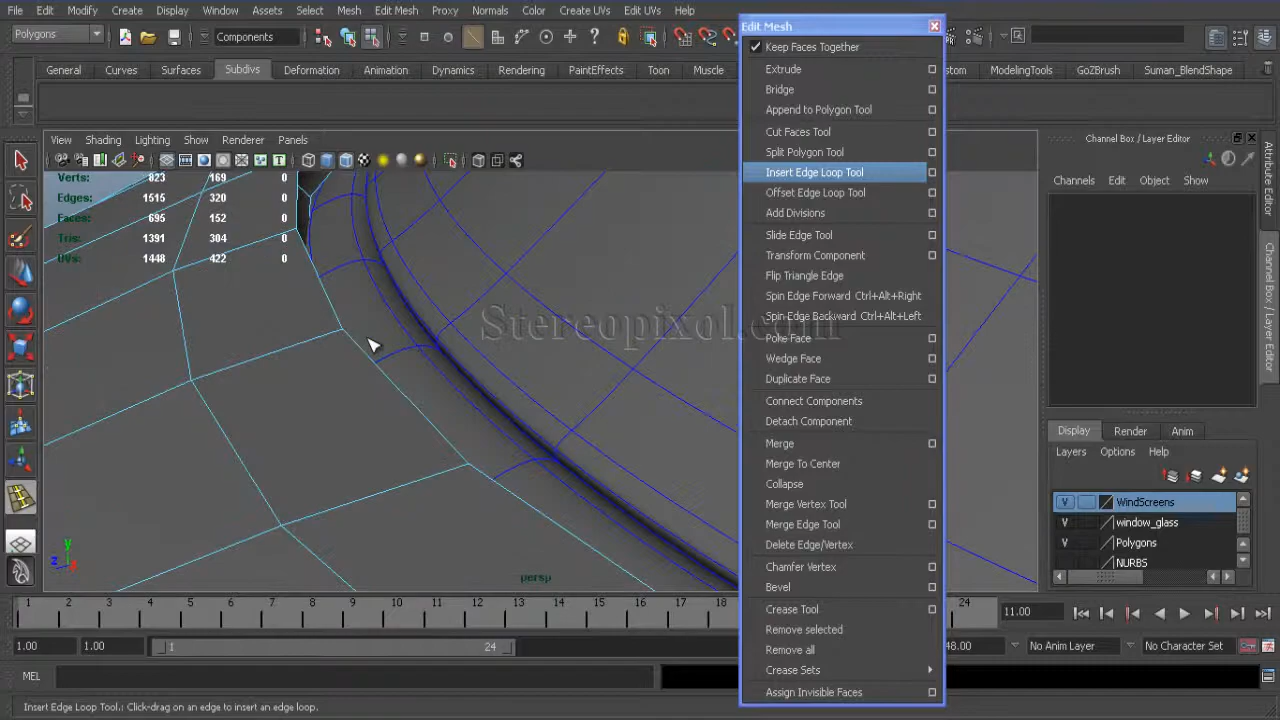 File Edit Modify Create Display Window Assets Select Mesh Edit Mesh Proxy Normals Color Create UVs Edit UVs Help
Polygons Components
General Curves Surfaces Subdivs Deformation Animation Dynamics Rendering PaintEffects Toon Muscle stom ModelingTools GoZBrush Suman_BlendShape
View Shading Lighting Show Renderer Panels
Verts: 823 169 0
Edges: 1515 320 0
Faces: 695 152 0
Tris: 1391 304 0
UVs: 1448 422 0
Stereopixol.com
y
z x
persp
Edit Mesh
Keep Faces Together
Extrude
Bridge
Append to Polygon Tool
Cut Faces Tool
Split Polygon Tool
Insert Edge Loop Tool
Offset Edge Loop Tool
Add Divisions
Slide Edge Tool
Transform Component
Flip Triangle Edge
Spin Edge Forward Ctrl+Alt+Right
Spin Edge Backward Ctrl+Alt+Left
Poke Face
Wedge Face
Duplicate Face
Connect Components
Detach Component
Merge
Merge To Center
Collapse
Merge Vertex Tool
Merge Edge Tool
Delete Edge/Vertex
Chamfer Vertex
Bevel
Crease Tool
Remove selected
Remove all
Crease Sets
Assign Invisible Faces
Channel Box / Layer Editor
Channels Edit Object Show
Attribute Editor
Channel Box / Layer Editor
Display Render Anim
Layers Options Help
V WindScreens
V window_glass
V Polygons
NURBS
1 2 3 4 5 6 7 8 9 10 11 12 13 14 15 16 17 18 24 11.00
1.00 1.00 1 24 48.00 No Anim Layer No Character Set
MEL
Insert Edge Loop Tool.: Click-drag on an edge to insert an edge loop.